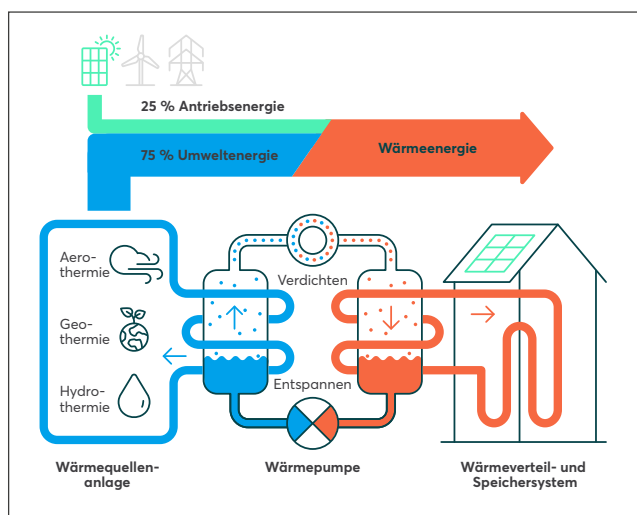 25 % Antriebsenergie
75 % Umweltenergie
Wärmeenergie
Aero-
thermie
Geo-
thermie
Hydro-
thermie
Verdichten
Entspannen
Wärmequellen-
anlage
Wärmepumpe
Wärmeverteil- und
Speichersystem